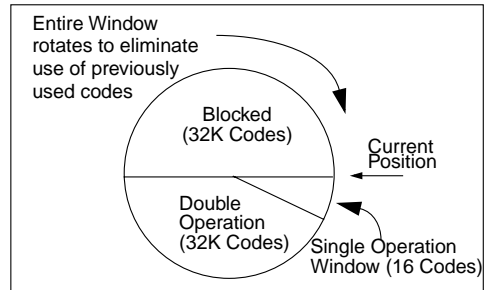 Entire Window
rotates to eliminate
use of previously
used codes
Blocked
(32K Codes)
Current
Position
Double
Operation
(32K Codes)
Single Operation
Window (16 Codes)